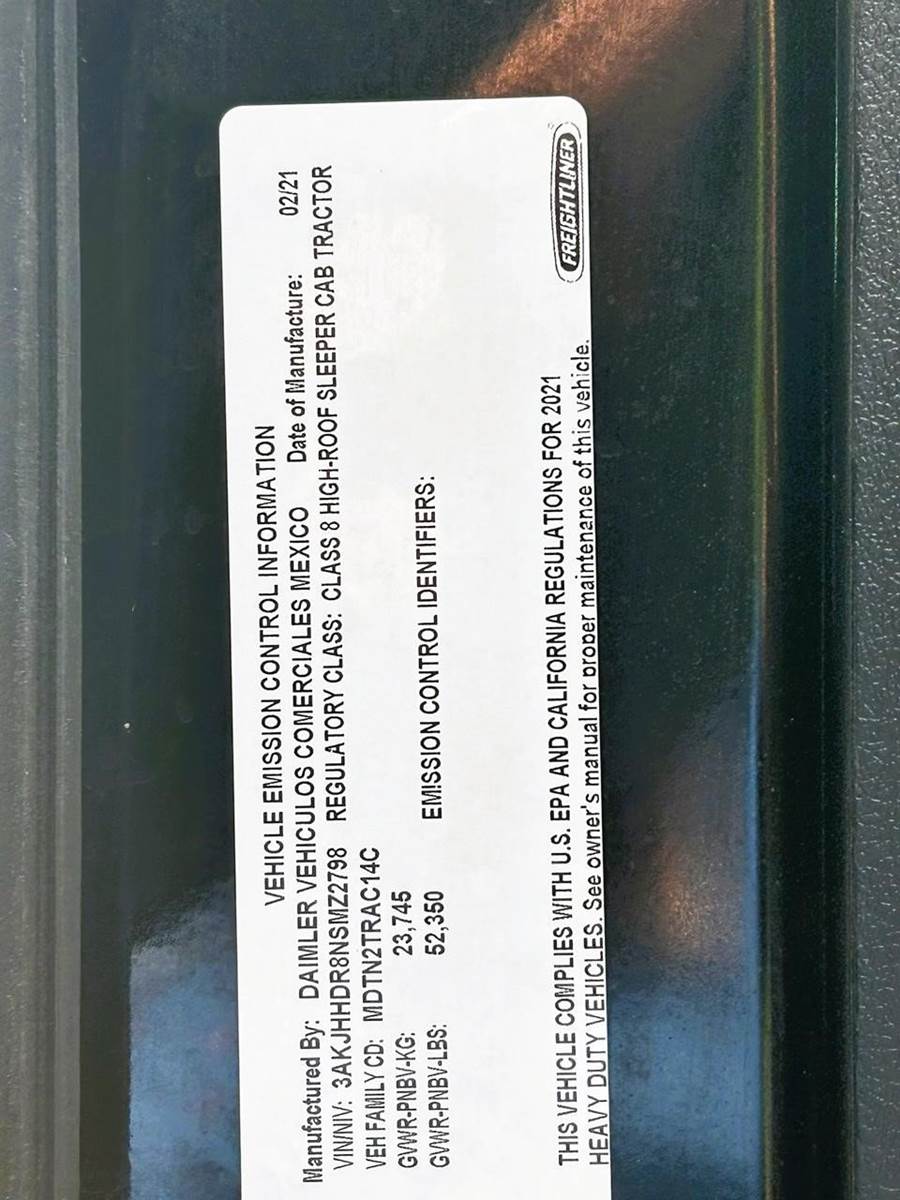 VEHICLE EMISSION CONTROL INFORMATION
Manufactured By: DAIMLER VEHICULOS COMERCIALES MEXICO Date of Manufacture: 02/21
VIN/NIV: 3AKJHHDR8NSMZ2798 REGULATORY CLASS: CLASS 8 HIGH-ROOF SLEEPER CAB TRACTOR
VEH FAMILY CD: MDTN2TRAC14C
GVWR-PNBV-KG: 23,745
GVWR-PNBV-LBS: 52,350 EMISSION CONTROL IDENTIFIERS:
THIS VEHICLE COMPLIES WITH U.S. EPA AND CALIFORNIA REGULATIONS FOR 2021
HEAVY DUTY VEHICLES. See owner's manual for proper maintenance of this vehicle.
FREIGHTLINER